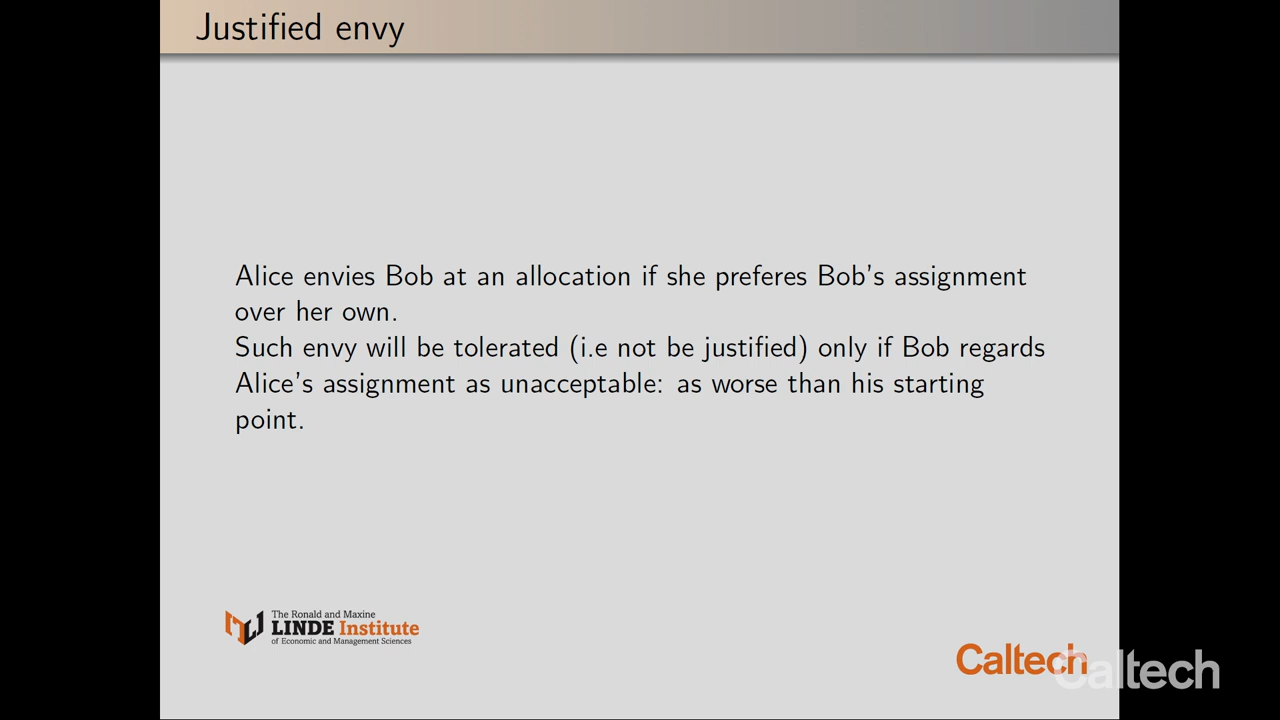 Justified envy
Alice envies Bob at an allocation if she preferes Bob's assignment
over her own.
Such envy will be tolerated (i.e not be justified) only if Bob regards
Alice's assignment as unacceptable: as worse than his starting
point.
The Ronald and Maxine
LINDE Institute
of Economic and Management Sciences
Caltech
Caltech